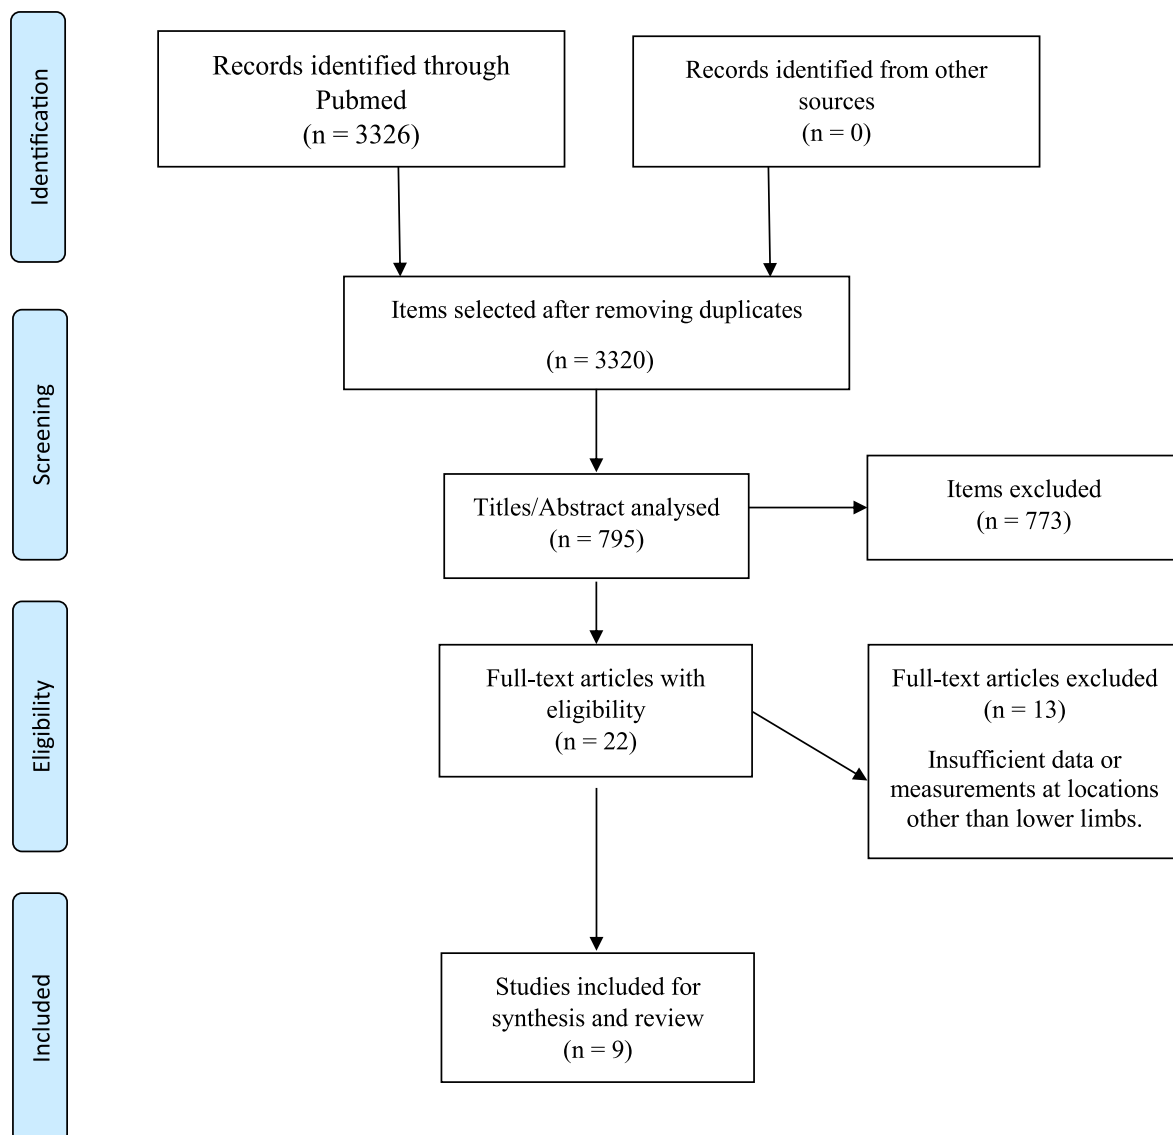 Identification
Records identified through
Pubmed
(n = 3326)
Records identified from other
sources
(n = 0)
Items selected after removing duplicates
(n = 3320)
Screening
Titles/Abstract analysed
(n = 795)
Items excluded
(n = 773)
Eligibility
Full-text articles with
eligibility
(n = 22)
Full-text articles excluded
(n = 13)
Insufficient data or
measurements at locations
other than lower limbs.
Included
Studies included for
synthesis and review
(n = 9)